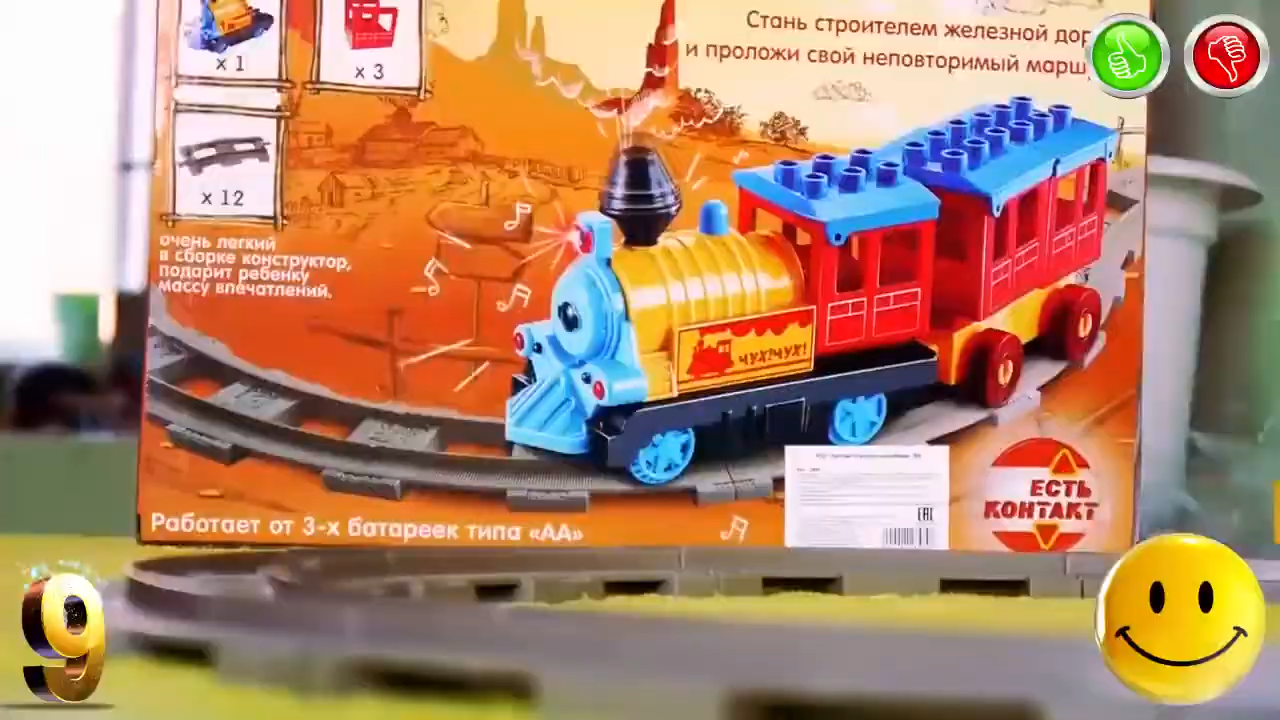 Стань строителем железной дор
и проложи свой неповторимый марш
x 1
x 3
x 12
очень легкий
в сборке конструктор,
подарит ребенку
массу впечатлений.
ЧУХ!ЧУХ!
ЕСТЬ
КОНТАКТ
EAC
Работает от 3-х батареек типа «АА»
9